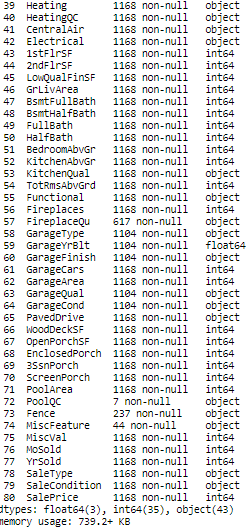 39 Heating 1168 non-null object
40 HeatingQC 1168 non-null object
41 CentralAir 1168 non-null object
42 Electrical 1168 non-null object
43 1stFlrSF 1168 non-null int64
44 2ndFlrSF 1168 non-null int64
45 LowQualFinSF 1168 non-null int64
46 GrLivArea 1168 non-null int64
47 BsmtFullBath 1168 non-null int64
48 BsmtHalfBath 1168 non-null int64
49 FullBath 1168 non-null int64
50 HalfBath 1168 non-null int64
51 BedroomAbvGr 1168 non-null int64
52 KitchenAbvGr 1168 non-null int64
53 KitchenQual 1168 non-null object
54 TotRmsAbvGrd 1168 non-null int64
55 Functional 1168 non-null object
56 Fireplaces 1168 non-null int64
57 FireplaceQu 617 non-null object
58 GarageType 1104 non-null object
59 GarageYrBlt 1104 non-null float64
60 GarageFinish 1104 non-null object
61 GarageCars 1168 non-null int64
62 GarageArea 1168 non-null int64
63 GarageQual 1104 non-null object
64 GarageCond 1104 non-null object
65 PavedDrive 1168 non-null object
66 WoodDeckSF 1168 non-null int64
67 OpenPorchSF 1168 non-null int64
68 EnclosedPorch 1168 non-null int64
69 3SsnPorch 1168 non-null int64
70 ScreenPorch 1168 non-null int64
71 PoolArea 1168 non-null int64
72 PoolQC 7 non-null object
73 Fence 237 non-null object
74 MiscFeature 44 non-null object
75 MiscVal 1168 non-null int64
76 MoSold 1168 non-null int64
77 YrSold 1168 non-null int64
78 SaleType 1168 non-null object
79 SaleCondition 1168 non-null object
80 SalePrice 1168 non-null int64
dtypes: float64(3), int64(35), object(43)
memory usage: 739.2+ KB